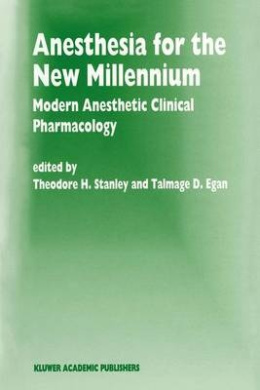 Anesthesia for the
New Millennium
Modern Anesthetic Clinical
Pharmacology
edited by
Theodore H. Stanley and Talmage D. Egan
KLUWER ACADEMIC PUBLISHERS